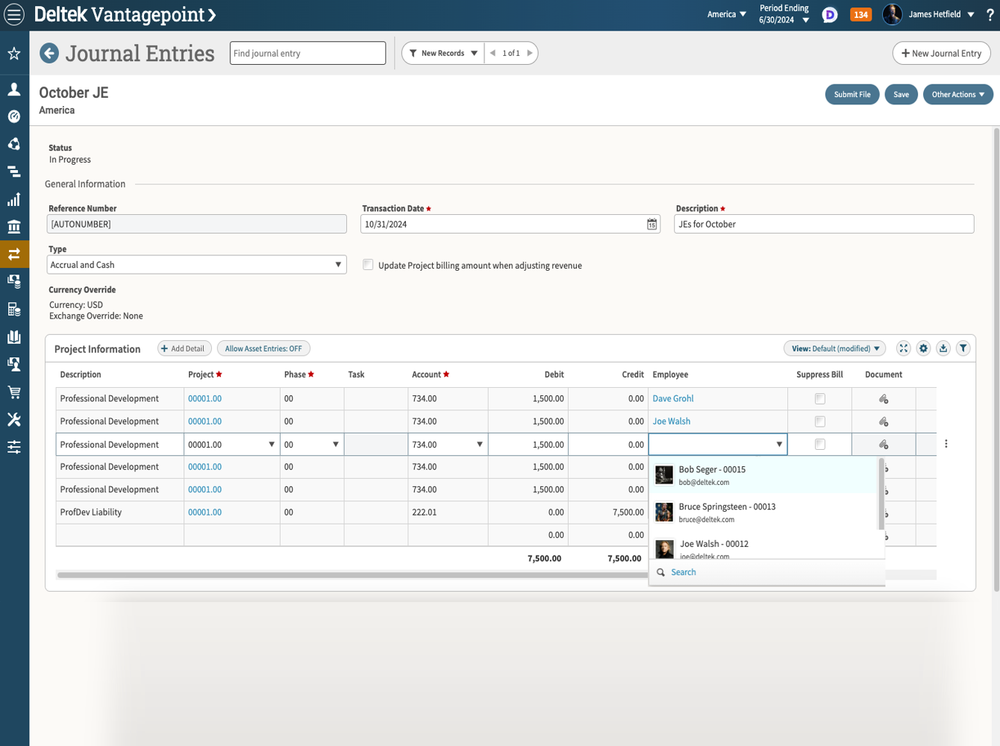 Deltek Vantagepoint
America
Period Ending
6/30/2024
D
134
James Hetfield
?
Journal Entries
Find journal entry
New Records
1 of 1
+ New Journal Entry
October JE
America
Submit File
Save
Other Actions
Status
In Progress
General Information
Reference Number
Transaction Date
Description
[AUTONUMBER]
10/31/2024
15
JEs for October
Type
Accrual and Cash
Update Project billing amount when adjusting revenue
Currency Override
Currency: USD
Exchange Override: None
Project Information
+ Add Detail
Allow Asset Entries: OFF
View: Default (modified)
Description Project Phase Task Account Debit Credit Employee Suppress Bill Document
Professional Development 00001.00 00 734.00 1,500.00 0.00 Dave Grohl
Professional Development 00001.00 00 734.00 1,500.00 0.00 Joe Walsh
Professional Development 00001.00 00 734.00 1,500.00 0.00
Professional Development 00001.00 00 734.00 1,500.00 0.00
Professional Development 00001.00 00 734.00 1,500.00 0.00
ProfDev Liability 00001.00 00 222.01 0.00 7,500.00
0.00 0.00
7,500.00 7,500.00
Bob Seger - 00015
bob@deltek.com
Bruce Springsteen - 00013
bruce@deltek.com
Joe Walsh - 00012
joe@deltek.com
Search